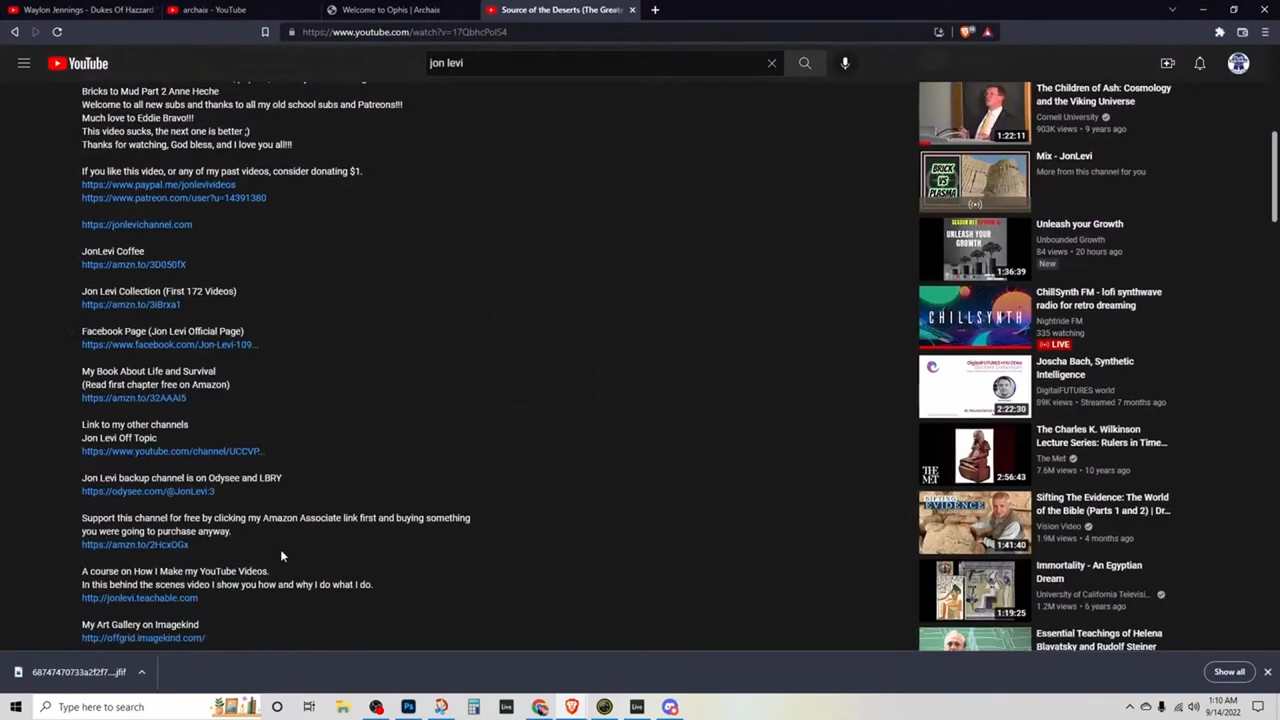 Waylon Jennings - Dukes Of Hazzard
archaix - YouTube
Welcome to Ophis | Archaix
Source of the Deserts (The Great
https://www.youtube.com/watch?v=17QbhcPoIS4
YouTube
jon levi
Bricks to Mud Part 2 Anne Heche
Welcome to all new subs and thanks to all my old school subs and Patreons!!!
Much love to Eddie Bravo!!!
This video sucks, the next one is better ;)
Thanks for watching, God bless, and I love you all!!!
If you like this video, or any of my past videos, consider donating $1.
https://www.paypal.me/jonlevivideos
https://www.patreon.com/user?u=14391380
https://jonlevichannel.com
JonLevi Coffee
https://amzn.to/3D050fX
Jon Levi Collection (First 172 Videos)
https://amzn.to/3iBrxa1
Facebook Page (Jon Levi Official Page)
https://www.facebook.com/Jon-Levi-109...
My Book About Life and Survival
(Read first chapter free on Amazon)
https://amzn.to/32AAAi5
Link to my other channels
Jon Levi Off Topic
https://www.youtube.com/channel/UCCVP...
Jon Levi backup channel is on Odysee and LBRY
https://odysee.com/@JonLevi:3
Support this channel for free by clicking my Amazon Associate link first and buying something
you were going to purchase anyway.
https://amzn.to/2HcxOGx
A course on How I Make my YouTube Videos.
In this behind the scenes video I show you how and why I do what I do.
http://jonlevi.teachable.com
My Art Gallery on Imagekind
http://offgrid.imagekind.com/
1:22:11
The Children of Ash: Cosmology
and the Viking Universe
Cornell University
903K views • 9 years ago
BRICK
VS
PLASMA
Mix - JonLevi
More from this channel for you
UNLEASH YOUR
GROWTH
1:36:39
Unleash your Growth
Unbounded Growth
84 views • 20 hours ago
New
CHILLSYNTH
ChillSynth FM - lofi synthwave
radio for retro dreaming
Nightride FM
335 watching
LIVE
2:22:30
Joscha Bach, Synthetic
Intelligence
DigitalFUTURES world
89K views • Streamed 7 months ago
THE
MET
2:56:43
The Charles K. Wilkinson
Lecture Series: Rulers in Time...
The Met
7.6M views • 10 years ago
SIFTING
EVIDENCE
1:41:40
Sifting The Evidence: The World
of the Bible (Parts 1 and 2) | Dr...
Vision Video
1.9M views • 4 months ago
1:19:25
Immortality - An Egyptian
Dream
University of California Televisi...
1.2M views • 6 years ago
Essential Teachings of Helena
Blavatsky and Rudolf Steiner
68747470733a2f2f7....jfif
Show all
Type here to search
Live
Live
1:10 AM
9/14/2022